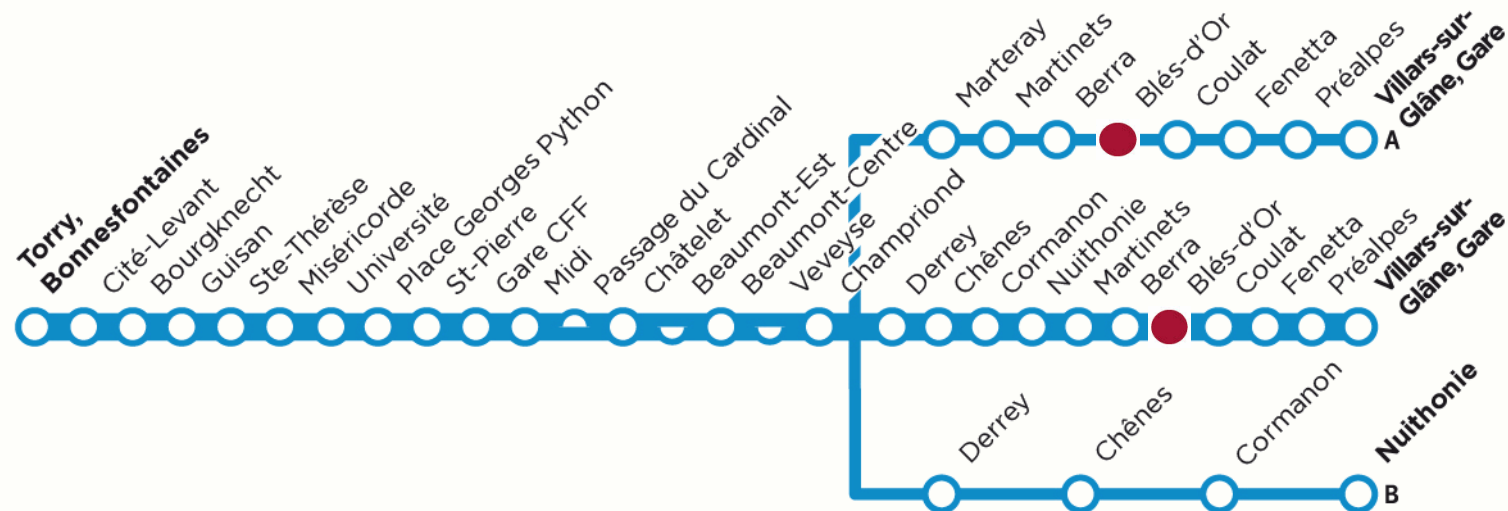 Torry,
Bonnesfontaines
Cité-Levant
Bourgknecht
Guisan
Ste-Thérèse
Miséricorde
Université
Place Georges Python
St-Pierre
Gare CFF
Midi
Passage du Cardinal
Châtelet
Beaumont-Est
Beaumont-Centre
Veveyse
Champriond
Marteray
Martinets
Berra
Blés-d'Or
Coulat
Fenetta
Préalpes
Villars-sur-
Glâne, Gare
A
Derrey
Chênes
Cormanon
Nuithonie
Martinets
Berra
Blés-d'Or
Coulat
Fenetta
Préalpes
Villars-sur-
Glâne, Gare
Derrey
Chênes
Cormanon
Nuithonie
B